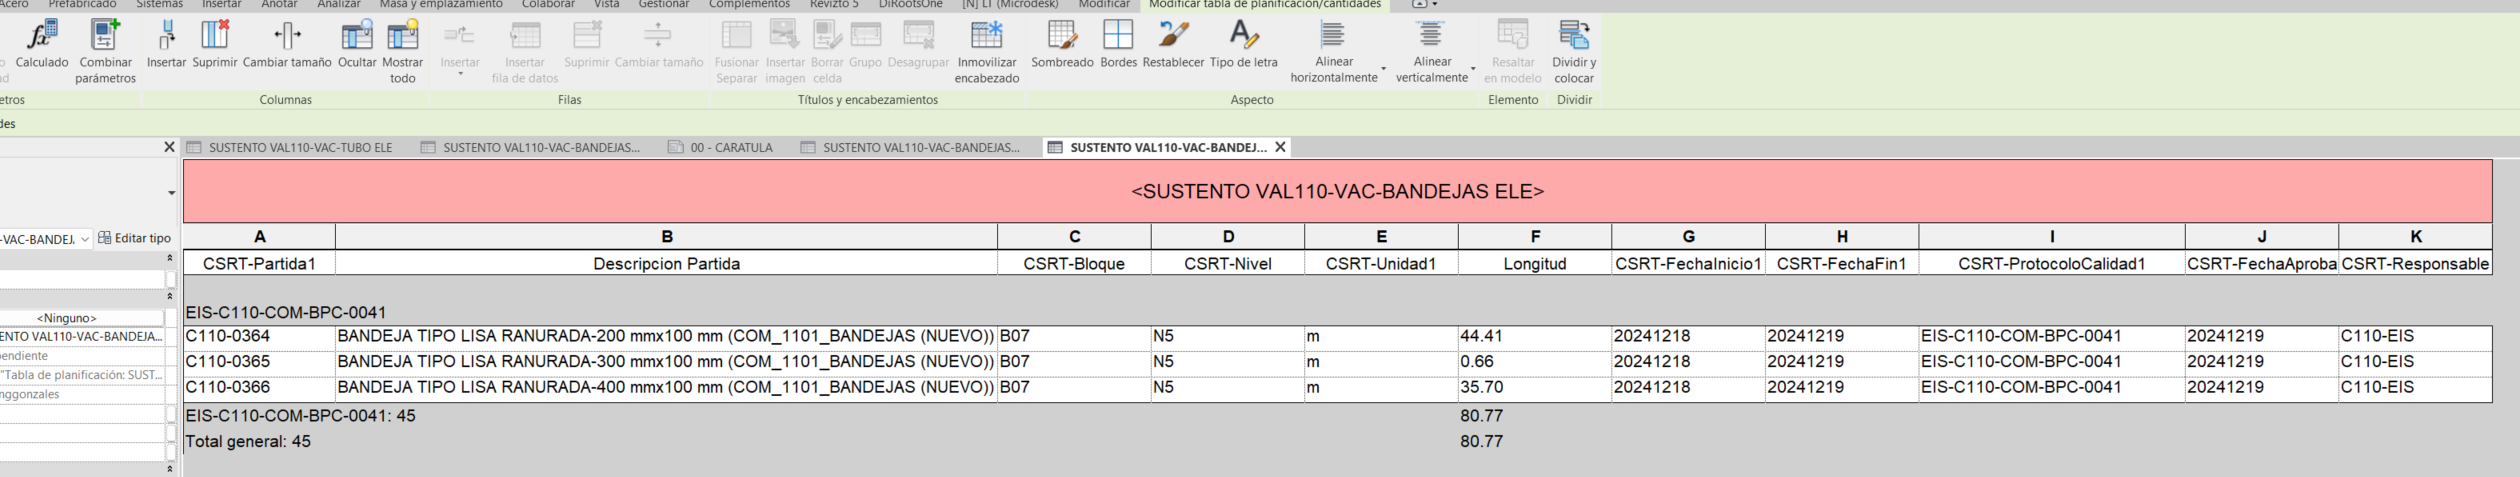 Acero Prefabricado Sistemas Insertar Anotar Analizar Masa y emplazamiento Colaborar Vista Gestionar Complementos Revizto 5 DiRootsOne [N] LT (Microdesk) Modificar Modificar tabla de planificación/cantidades
Calculado Combinar parámetros Insertar Suprimir Cambiar tamaño Ocultar Mostrar todo Insertar Insertar fila de datos Suprimir Cambiar tamaño Fusionar Separar Insertar imagen Borrar celda Grupo Desagrupar Inmovilizar encabezado Sombreado Bordes Restablecer Tipo de letra Alinear horizontalmente Alinear verticalmente Resaltar en modelo Dividir y colocar
etros Columnas Filas Títulos y encabezamientos Aspecto Elemento Dividir
des
SUSTENTO VAL110-VAC-TUBO ELE SUSTENTO VAL110-VAC-BANDEJAS... 00 - CARATULA SUSTENTO VAL110-VAC-BANDEJAS... SUSTENTO VAL110-VAC-BANDEJ... X
<SUSTENTO VAL110-VAC-BANDEJAS ELE>
-VAC-BANDEJ. Editar tipo
A B C D E F G H I J K
CSRT-Partida1 Descripcion Partida CSRT-Bloque CSRT-Nivel CSRT-Unidad1 Longitud CSRT-FechaInicio1 CSRT-FechaFin1 CSRT-ProtocoloCalidad1 CSRT-FechaAproba CSRT-Responsable
<Ninguno>
ENTO VAL110-VAC-BANDEJA...
pendiente
"Tabla de planificación: SUST...
nggonzales
EIS-C110-COM-BPC-0041
C110-0364 BANDEJA TIPO LISA RANURADA-200 mmx100 mm (COM_1101_BANDEJAS (NUEVO)) B07 N5 m 44.41 20241218 20241219 EIS-C110-COM-BPC-0041 20241219 C110-EIS
C110-0365 BANDEJA TIPO LISA RANURADA-300 mmx100 mm (COM_1101_BANDEJAS (NUEVO)) B07 N5 m 0.66 20241218 20241219 EIS-C110-COM-BPC-0041 20241219 C110-EIS
C110-0366 BANDEJA TIPO LISA RANURADA-400 mmx100 mm (COM_1101_BANDEJAS (NUEVO)) B07 N5 m 35.70 20241218 20241219 EIS-C110-COM-BPC-0041 20241219 C110-EIS
EIS-C110-COM-BPC-0041: 45 80.77
Total general: 45 80.77